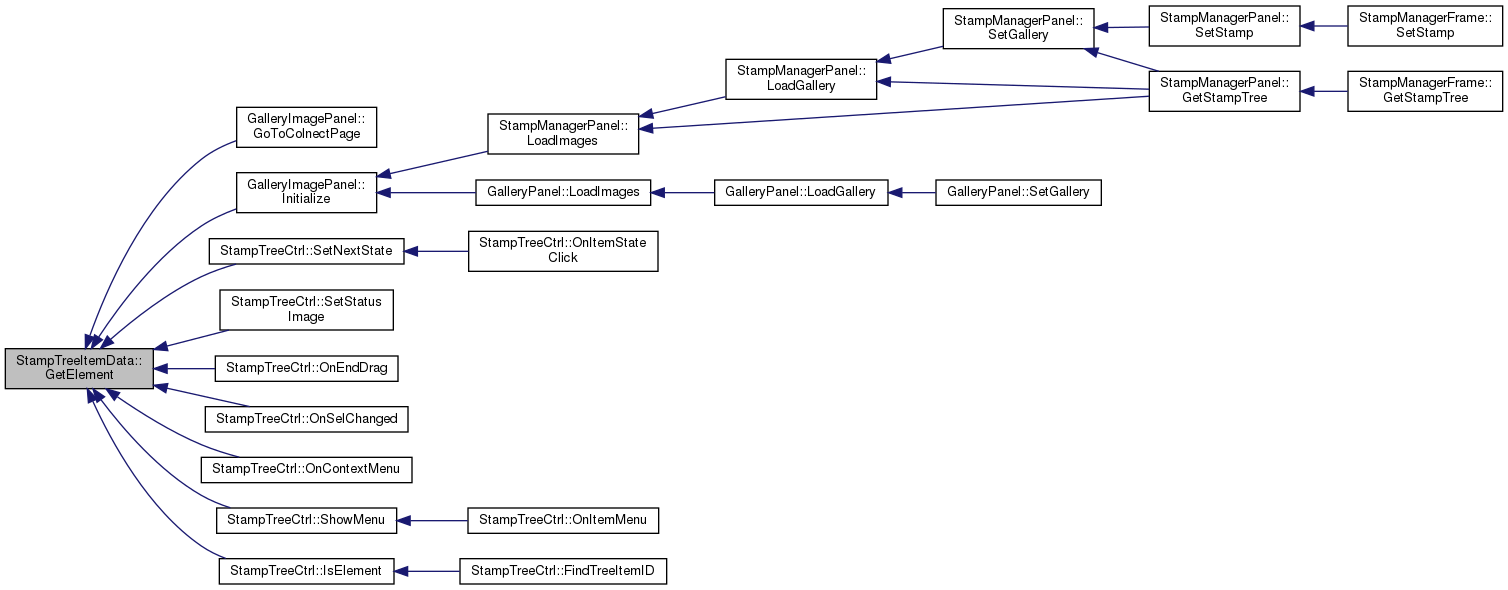 StampManagerPanel::
SetGallery
StampManagerPanel::
SetStamp
StampManagerFrame::
SetStamp
StampManagerPanel::
LoadGallery
StampManagerPanel::
GetStampTree
StampManagerFrame::
GetStampTree
GalleryImagePanel::
GoToColnectPage
StampManagerPanel::
LoadImages
GalleryImagePanel::
Initialize
GalleryPanel::LoadImages
GalleryPanel::LoadGallery
GalleryPanel::SetGallery
StampTreeCtrl::SetNextState
StampTreeCtrl::OnItemState
Click
StampTreeCtrl::SetStatus
Image
StampTreeItemData::
GetElement
StampTreeCtrl::OnEndDrag
StampTreeCtrl::OnSelChanged
StampTreeCtrl::OnContextMenu
StampTreeCtrl::ShowMenu
StampTreeCtrl::OnItemMenu
StampTreeCtrl::IsElement
StampTreeCtrl::FindTreeItemID